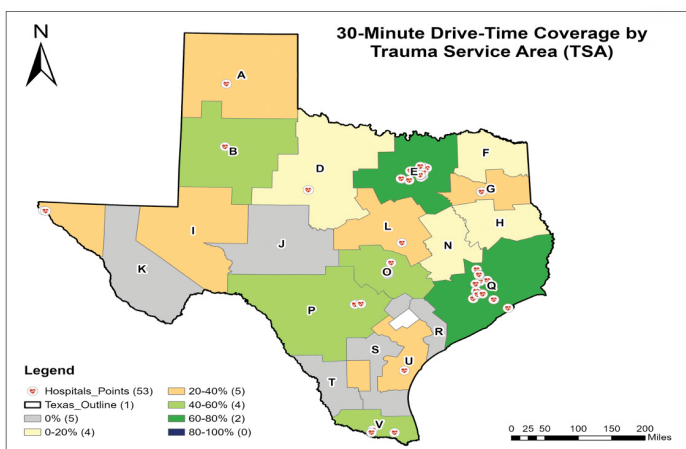 N
30-Minute Drive-Time Coverage by
Trauma Service Area (TSA)
A
B
D
E
F
G
H
I
J
K
L
N
O
P
Q
R
S
T
U
V
Legend
Hospitals_Points (53)
Texas_Outline (1)
0% (5)
0-20% (4)
20-40% (5)
40-60% (4)
60-80% (2)
80-100% (0)
0 25 50 100 150 200
Miles